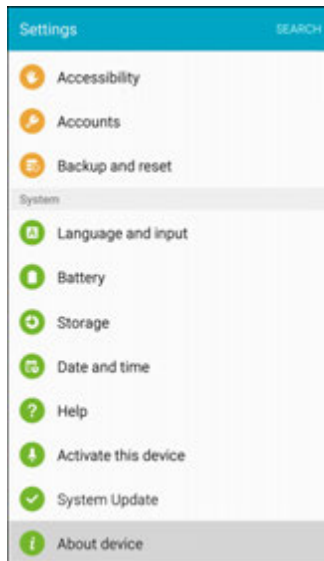 Settings
SEARCH
Accessibility
Accounts
Backup and reset
System
Language and input
Battery
Storage
Date and time
Help
Activate this device
System Update
About device